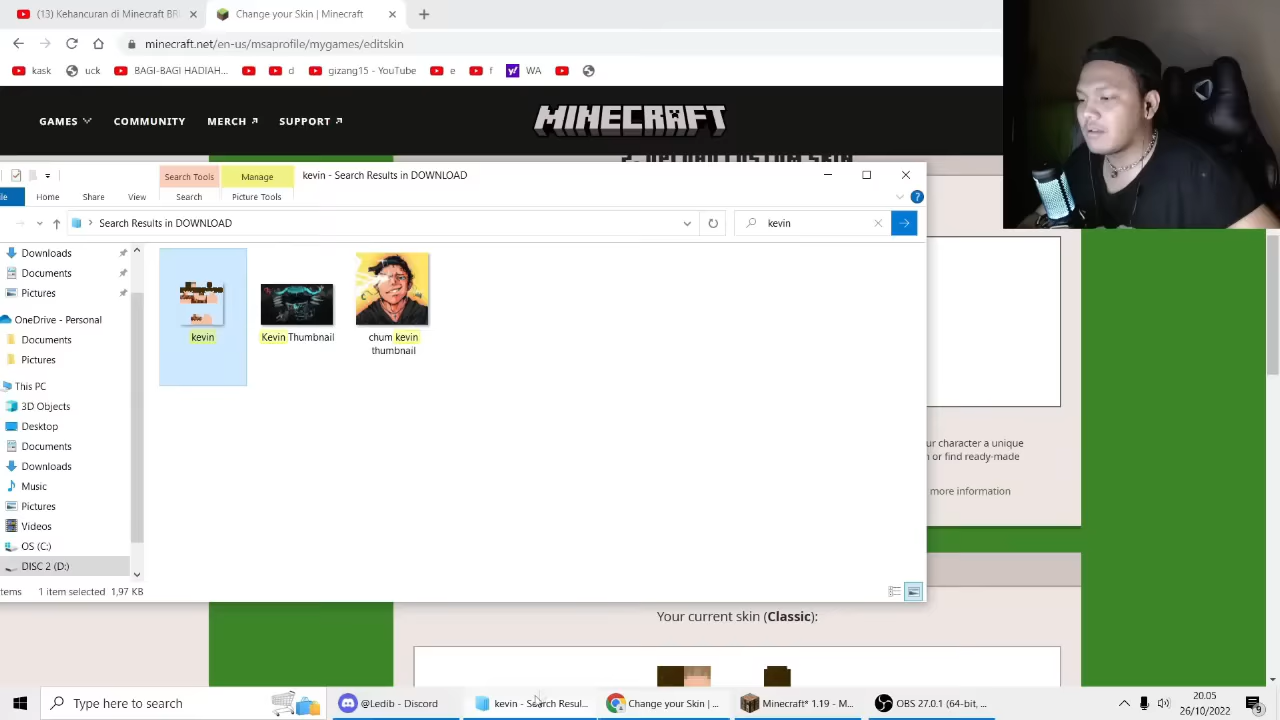 (13) Kehancuran di Minecraft BRI
Change your Skin | Minecraft
minecraft.net/en-us/msaprofile/mygames/editskin
kask
uck
BAGI-BAGI HADIAH...
d
gizang15 - YouTube
e
f
WA
GAMES
COMMUNITY
MERCH
SUPPORT
MINECRAFT
2. UPLOAD CUSTOM SKIN
Search Tools
Manage
kevin - Search Results in DOWNLOAD
Home
Share
View
Search
Picture Tools
Search Results in DOWNLOAD
kevin
Downloads
Documents
Pictures
OneDrive - Personal
Documents
Pictures
This PC
3D Objects
Desktop
Documents
Downloads
Music
Pictures
Videos
OS (C:)
DISC 2 (D:)
kevin
Kevin Thumbnail
chum kevin
thumbnail
ur character a unique
or find ready-made
more information
1 item selected 1,97 KB
Your current skin (Classic):
Type here to search
@Ledib - Discord
kevin - Search Resul...
Change your Skin | ...
Minecraft* 1.19 - M...
OBS 27.0.1 (64-bit, ...
20.05
26/10/2022
9